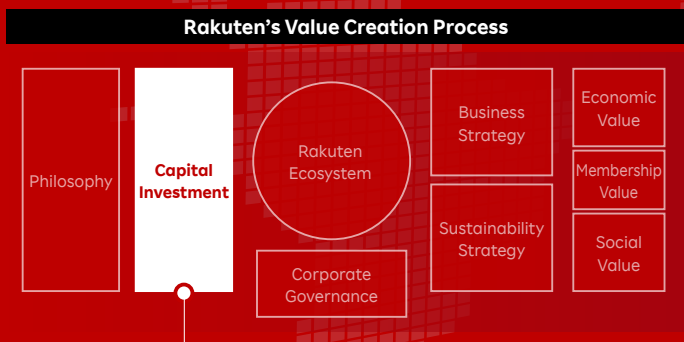 Rakuten’s Value Creation Process
Philosophy
Capital
Investment
Rakuten
Ecosystem
Corporate
Governance
Business
Strategy
Sustainability
Strategy
Economic
Value
Membership
Value
Social
Value